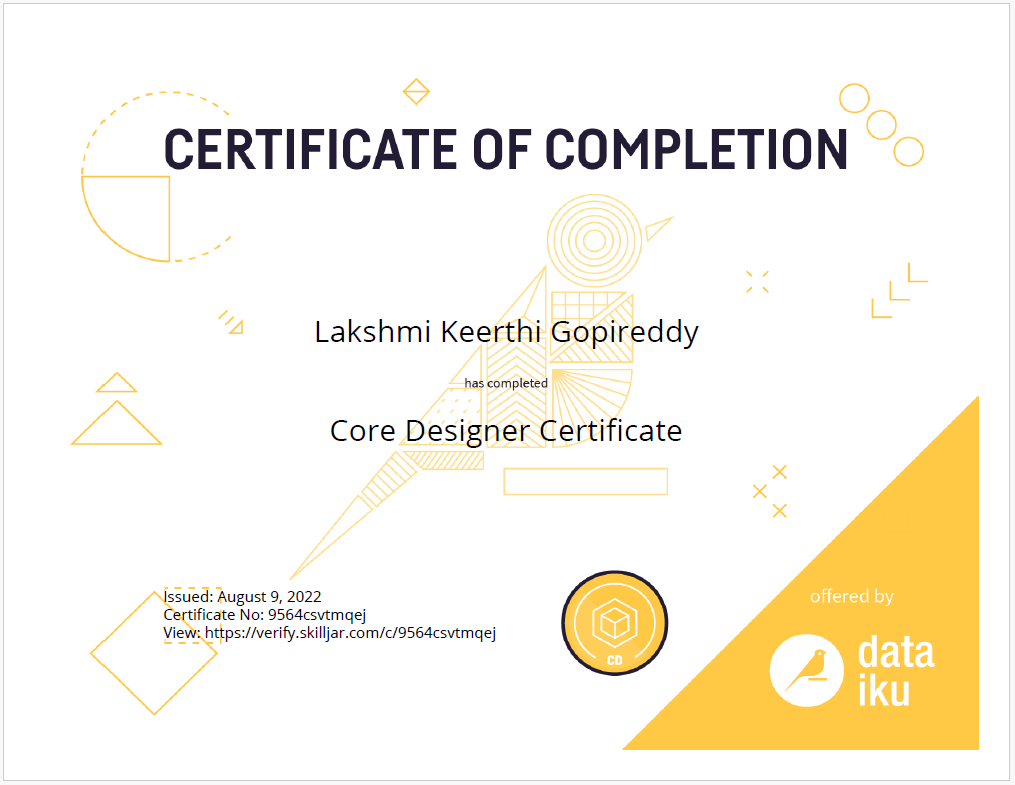 CERTIFICATE OF COMPLETION
Lakshmi Keerthi Gopireddy
has completed
Core Designer Certificate
Issued: August 9, 2022
Certificate No: 9564csvtmqej
View: https://verify.skilljar.com/c/9564csvtmqej
CD
offered by
data
iku